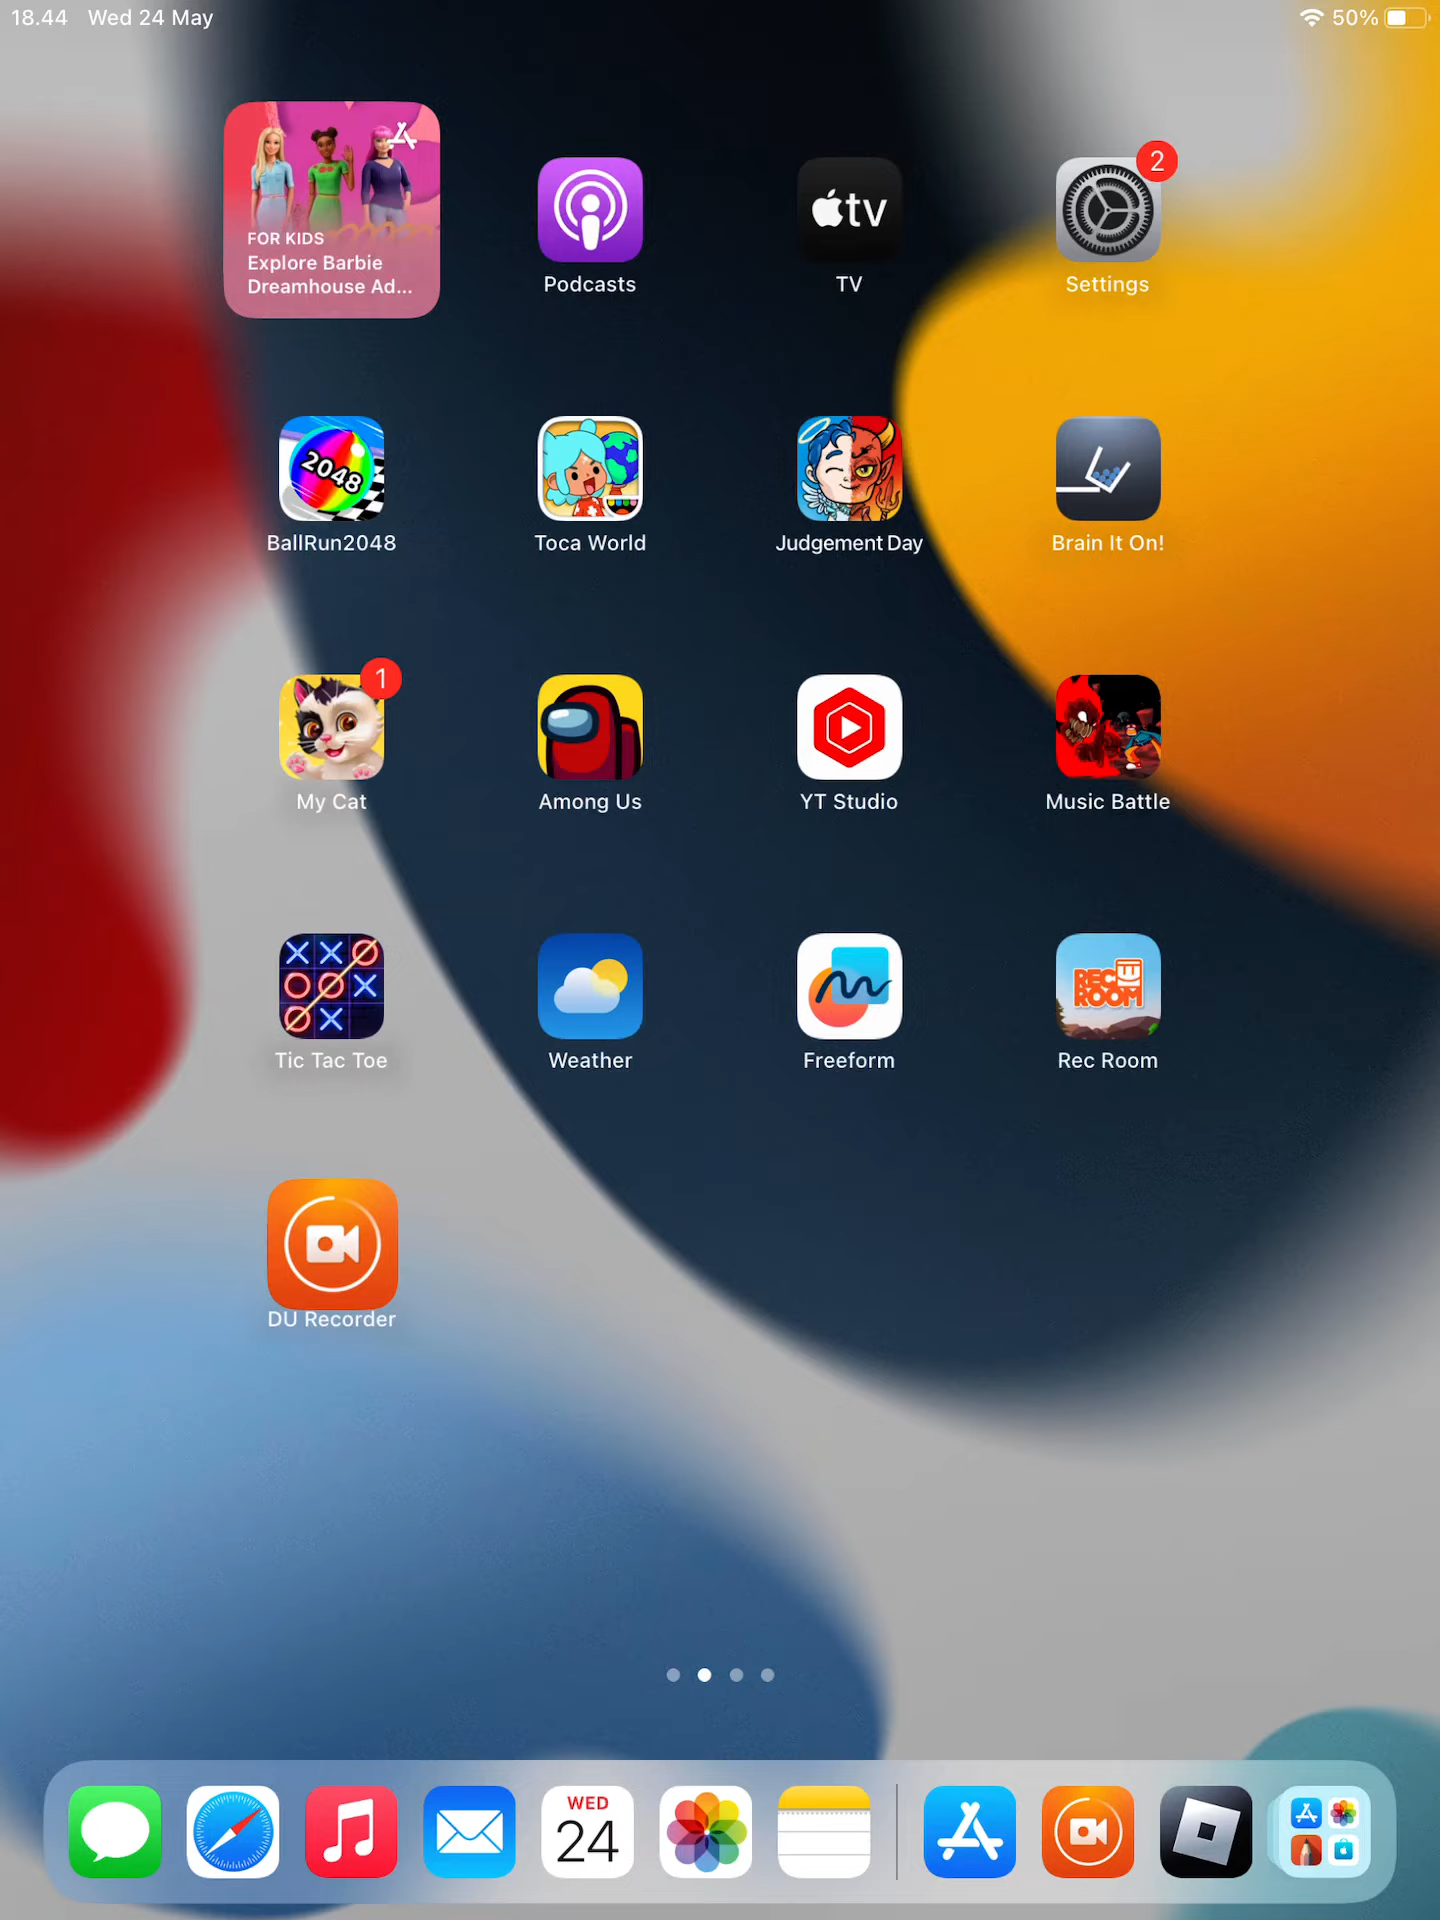 18.44 Wed 24 May
50%
FOR KIDS
Explore Barbie
Dreamhouse Ad...
Podcasts
tv
TV
2
Settings
2048
BallRun2048
Toca World
Judgement Day
Brain It On!
1
My Cat
Among Us
YT Studio
Music Battle
Tic Tac Toe
Weather
Freeform
REC ROOM
Rec Room
DU Recorder
WED
24